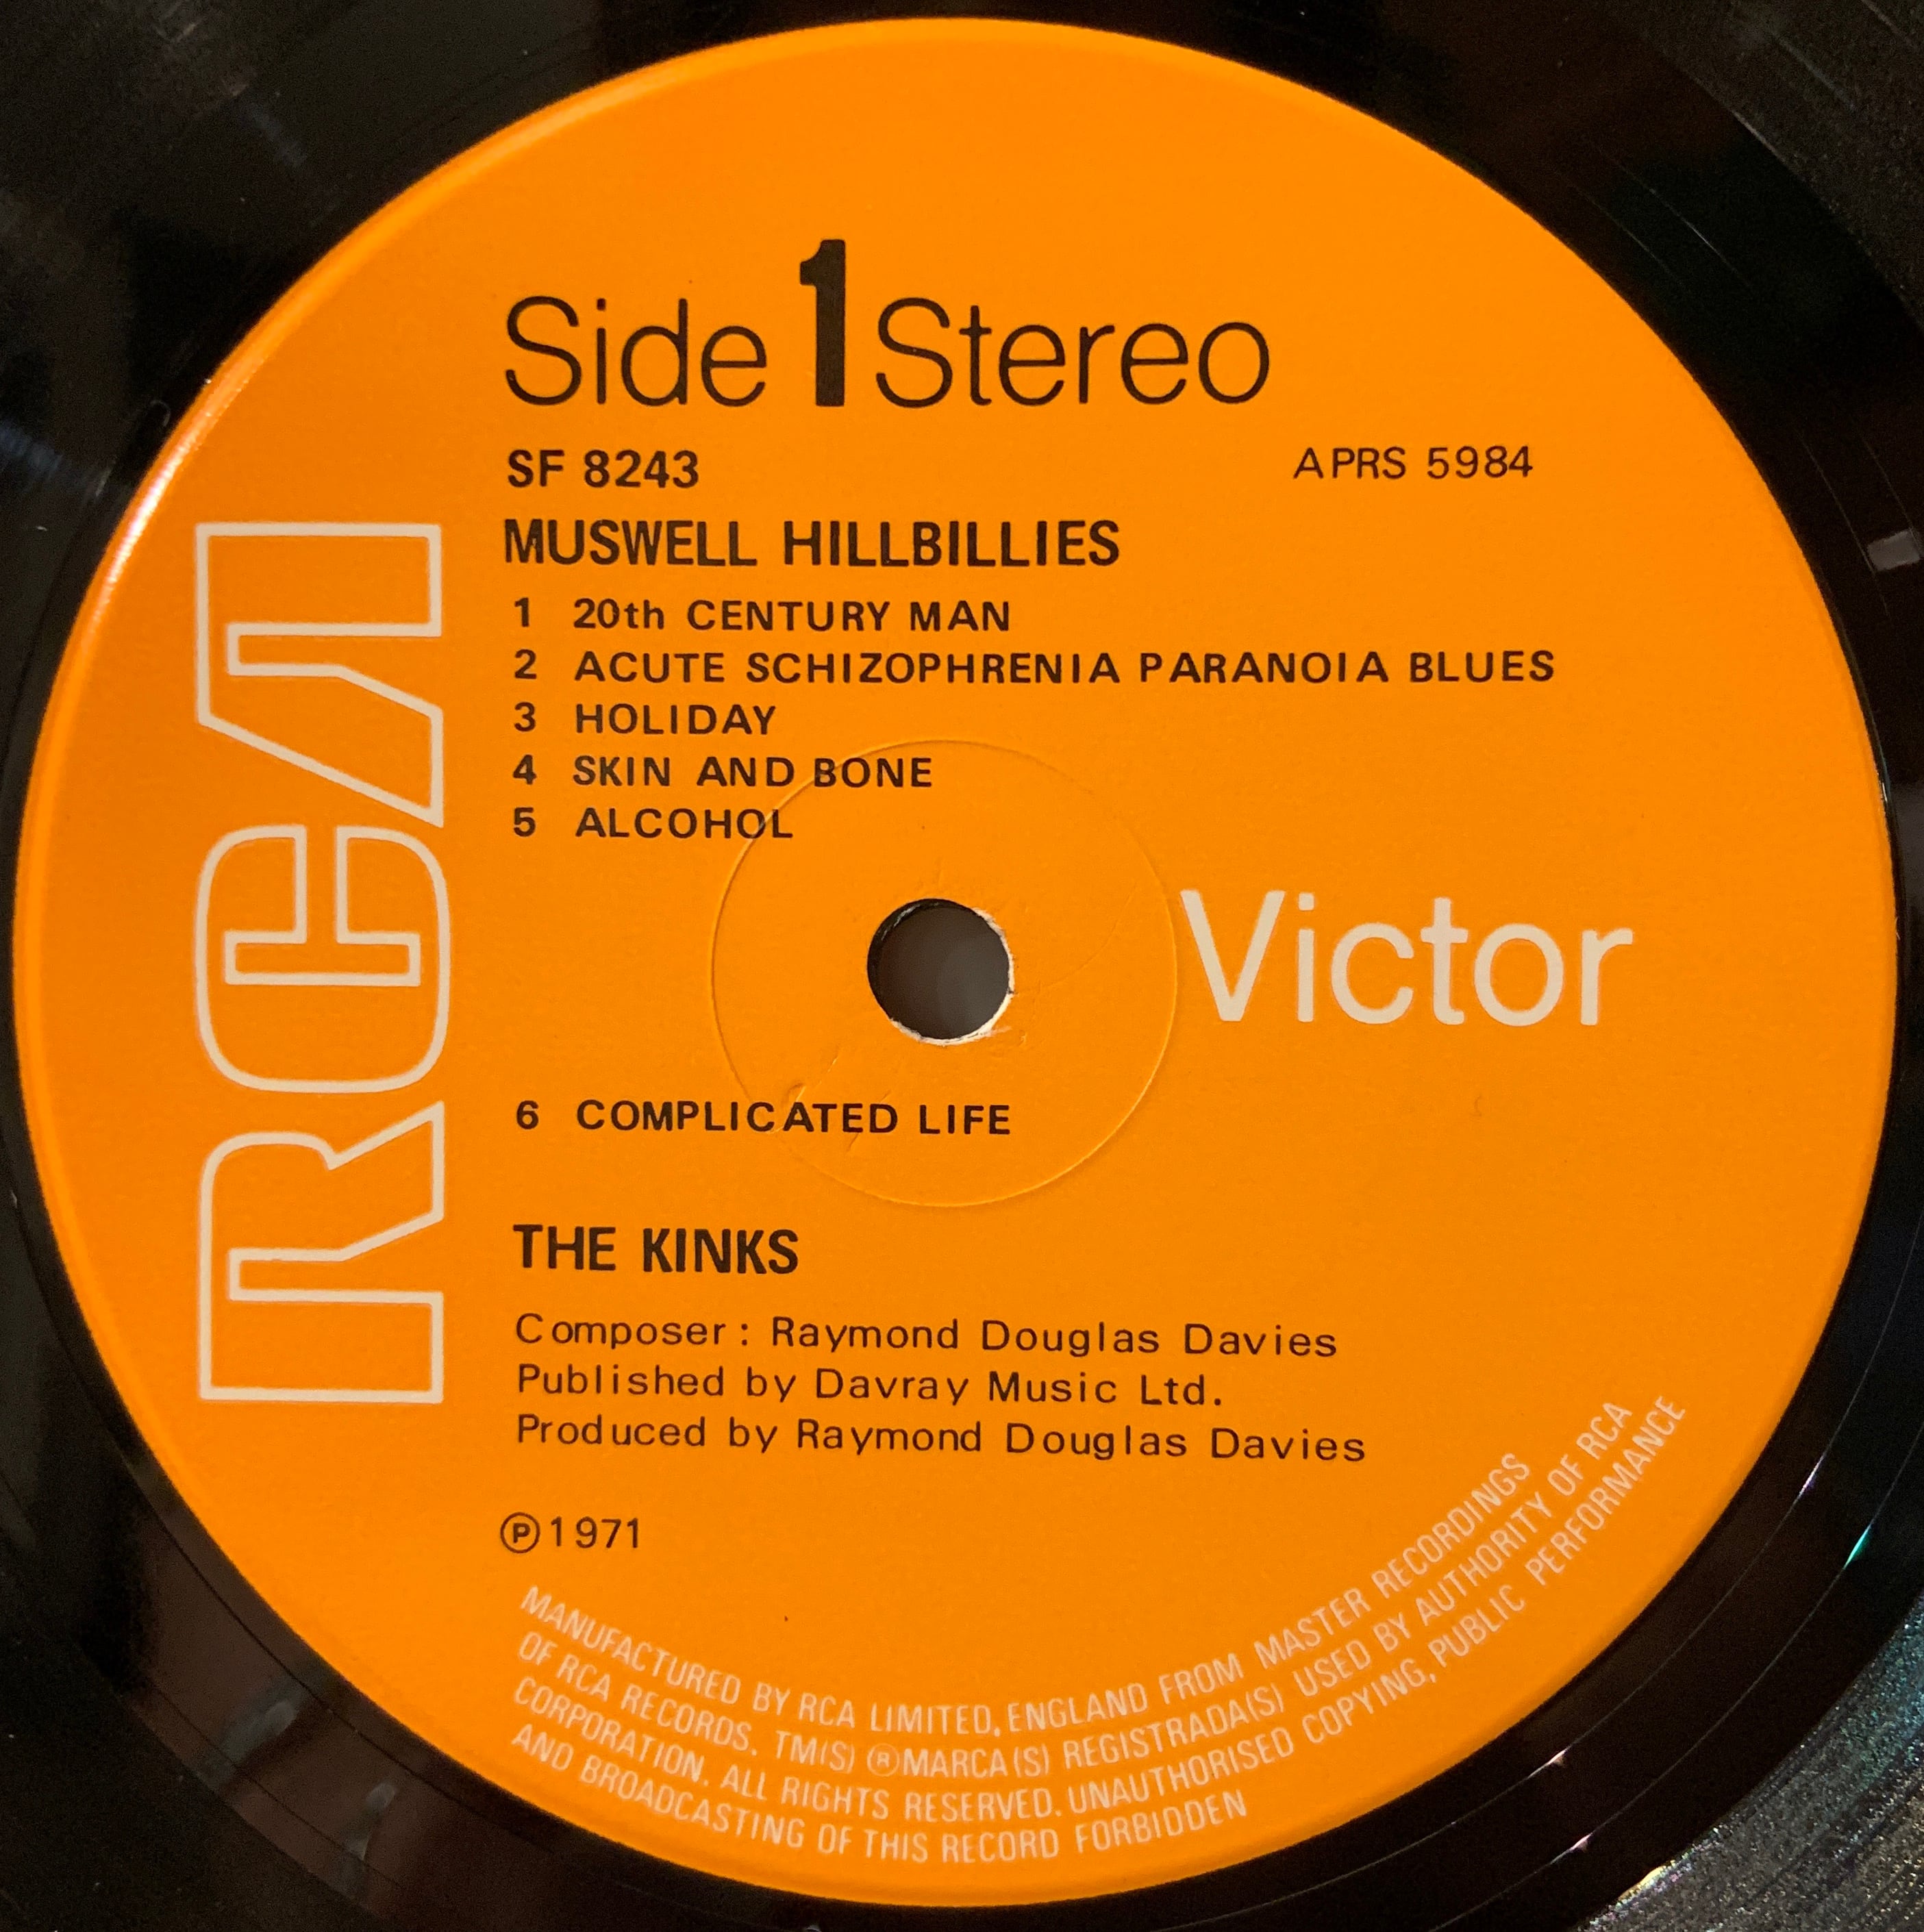 Side 1 Stereo
SF 8243 APRS 5984
MUSWELL HILLBILLIES
1 20th CENTURY MAN
2 ACUTE SCHIZOPHRENIA PARANOIA BLUES
3 HOLIDAY
4 SKIN AND BONE
5 ALCOHOL
RCA
Victor
6 COMPLICATED LIFE
THE KINKS
Composer: Raymond Douglas Davies
Published by Davray Music Ltd.
Produced by Raymond Douglas Davies
℗1971
MANUFACTURED BY RCA LIMITED, ENGLAND FROM MASTER RECORDINGS
OF RCA RECORDS. TM(S) ®MARCA(S) REGISTRADA(S) USED BY AUTHORITY OF RCA
CORPORATION. ALL RIGHTS RESERVED. UNAUTHORISED COPYING, PUBLIC PERFORMANCE
AND BROADCASTING OF THIS RECORD FORBIDDEN